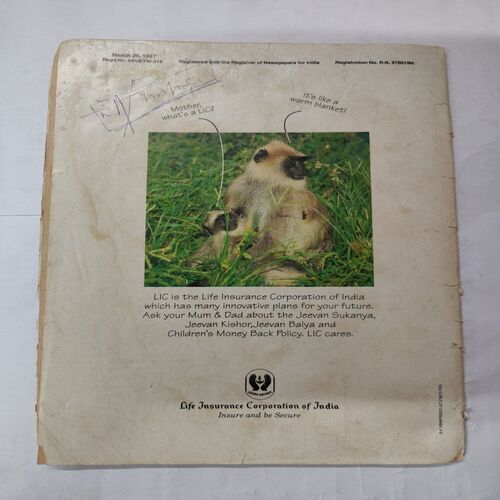 March 20, 1997
Registered with the Registrar of Newspapers for India
Registration No. R.N. 37501/80
Mother, what's a LIC?
It's like a warm blanket!
LIC is the Life Insurance Corporation of India
which has many innovative plans for your future.
Ask your Mum & Dad about the Jeevan Sukanya,
Jeevan Kishor,Jeevan Balya and
Children's Money Back Policy. LIC cares.
Life Insurance Corporation of India
Insure and be Secure